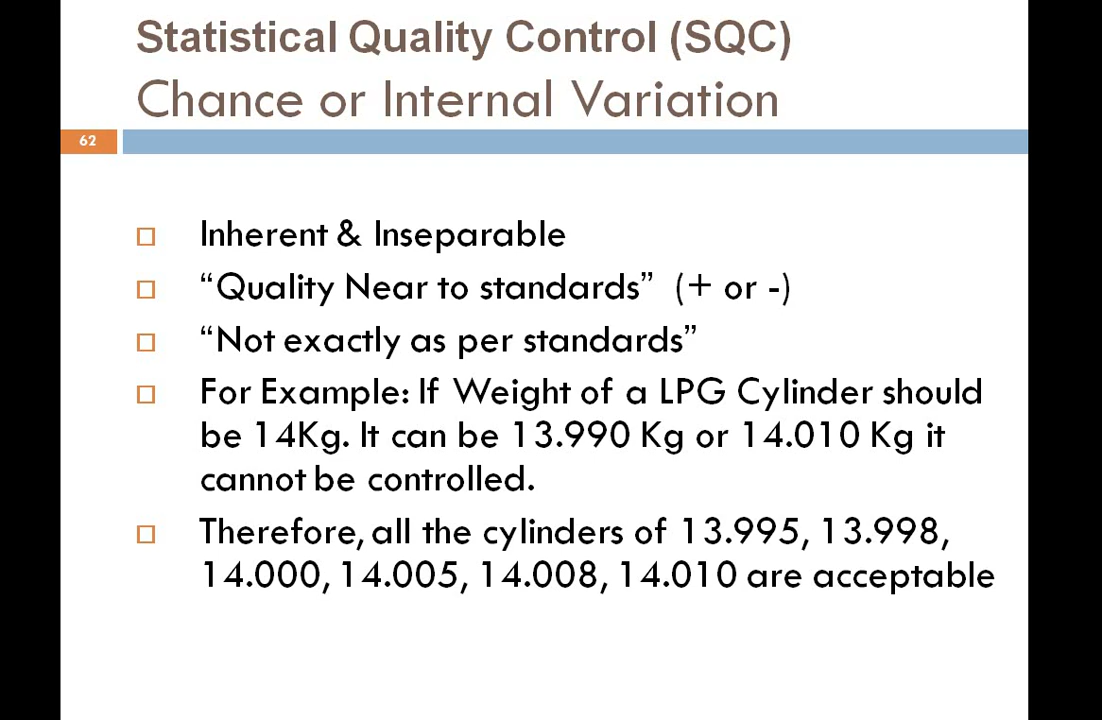 Statistical Quality Control (SQC)
Chance or Internal Variation
62
Inherent & Inseparable
“Quality Near to standards” (+ or -)
“Not exactly as per standards”
For Example: If Weight of a LPG Cylinder should
be 14Kg. It can be 13.990 Kg or 14.010 Kg it
cannot be controlled.
Therefore, all the cylinders of 13.995, 13.998,
14.000, 14.005, 14.008, 14.010 are acceptable